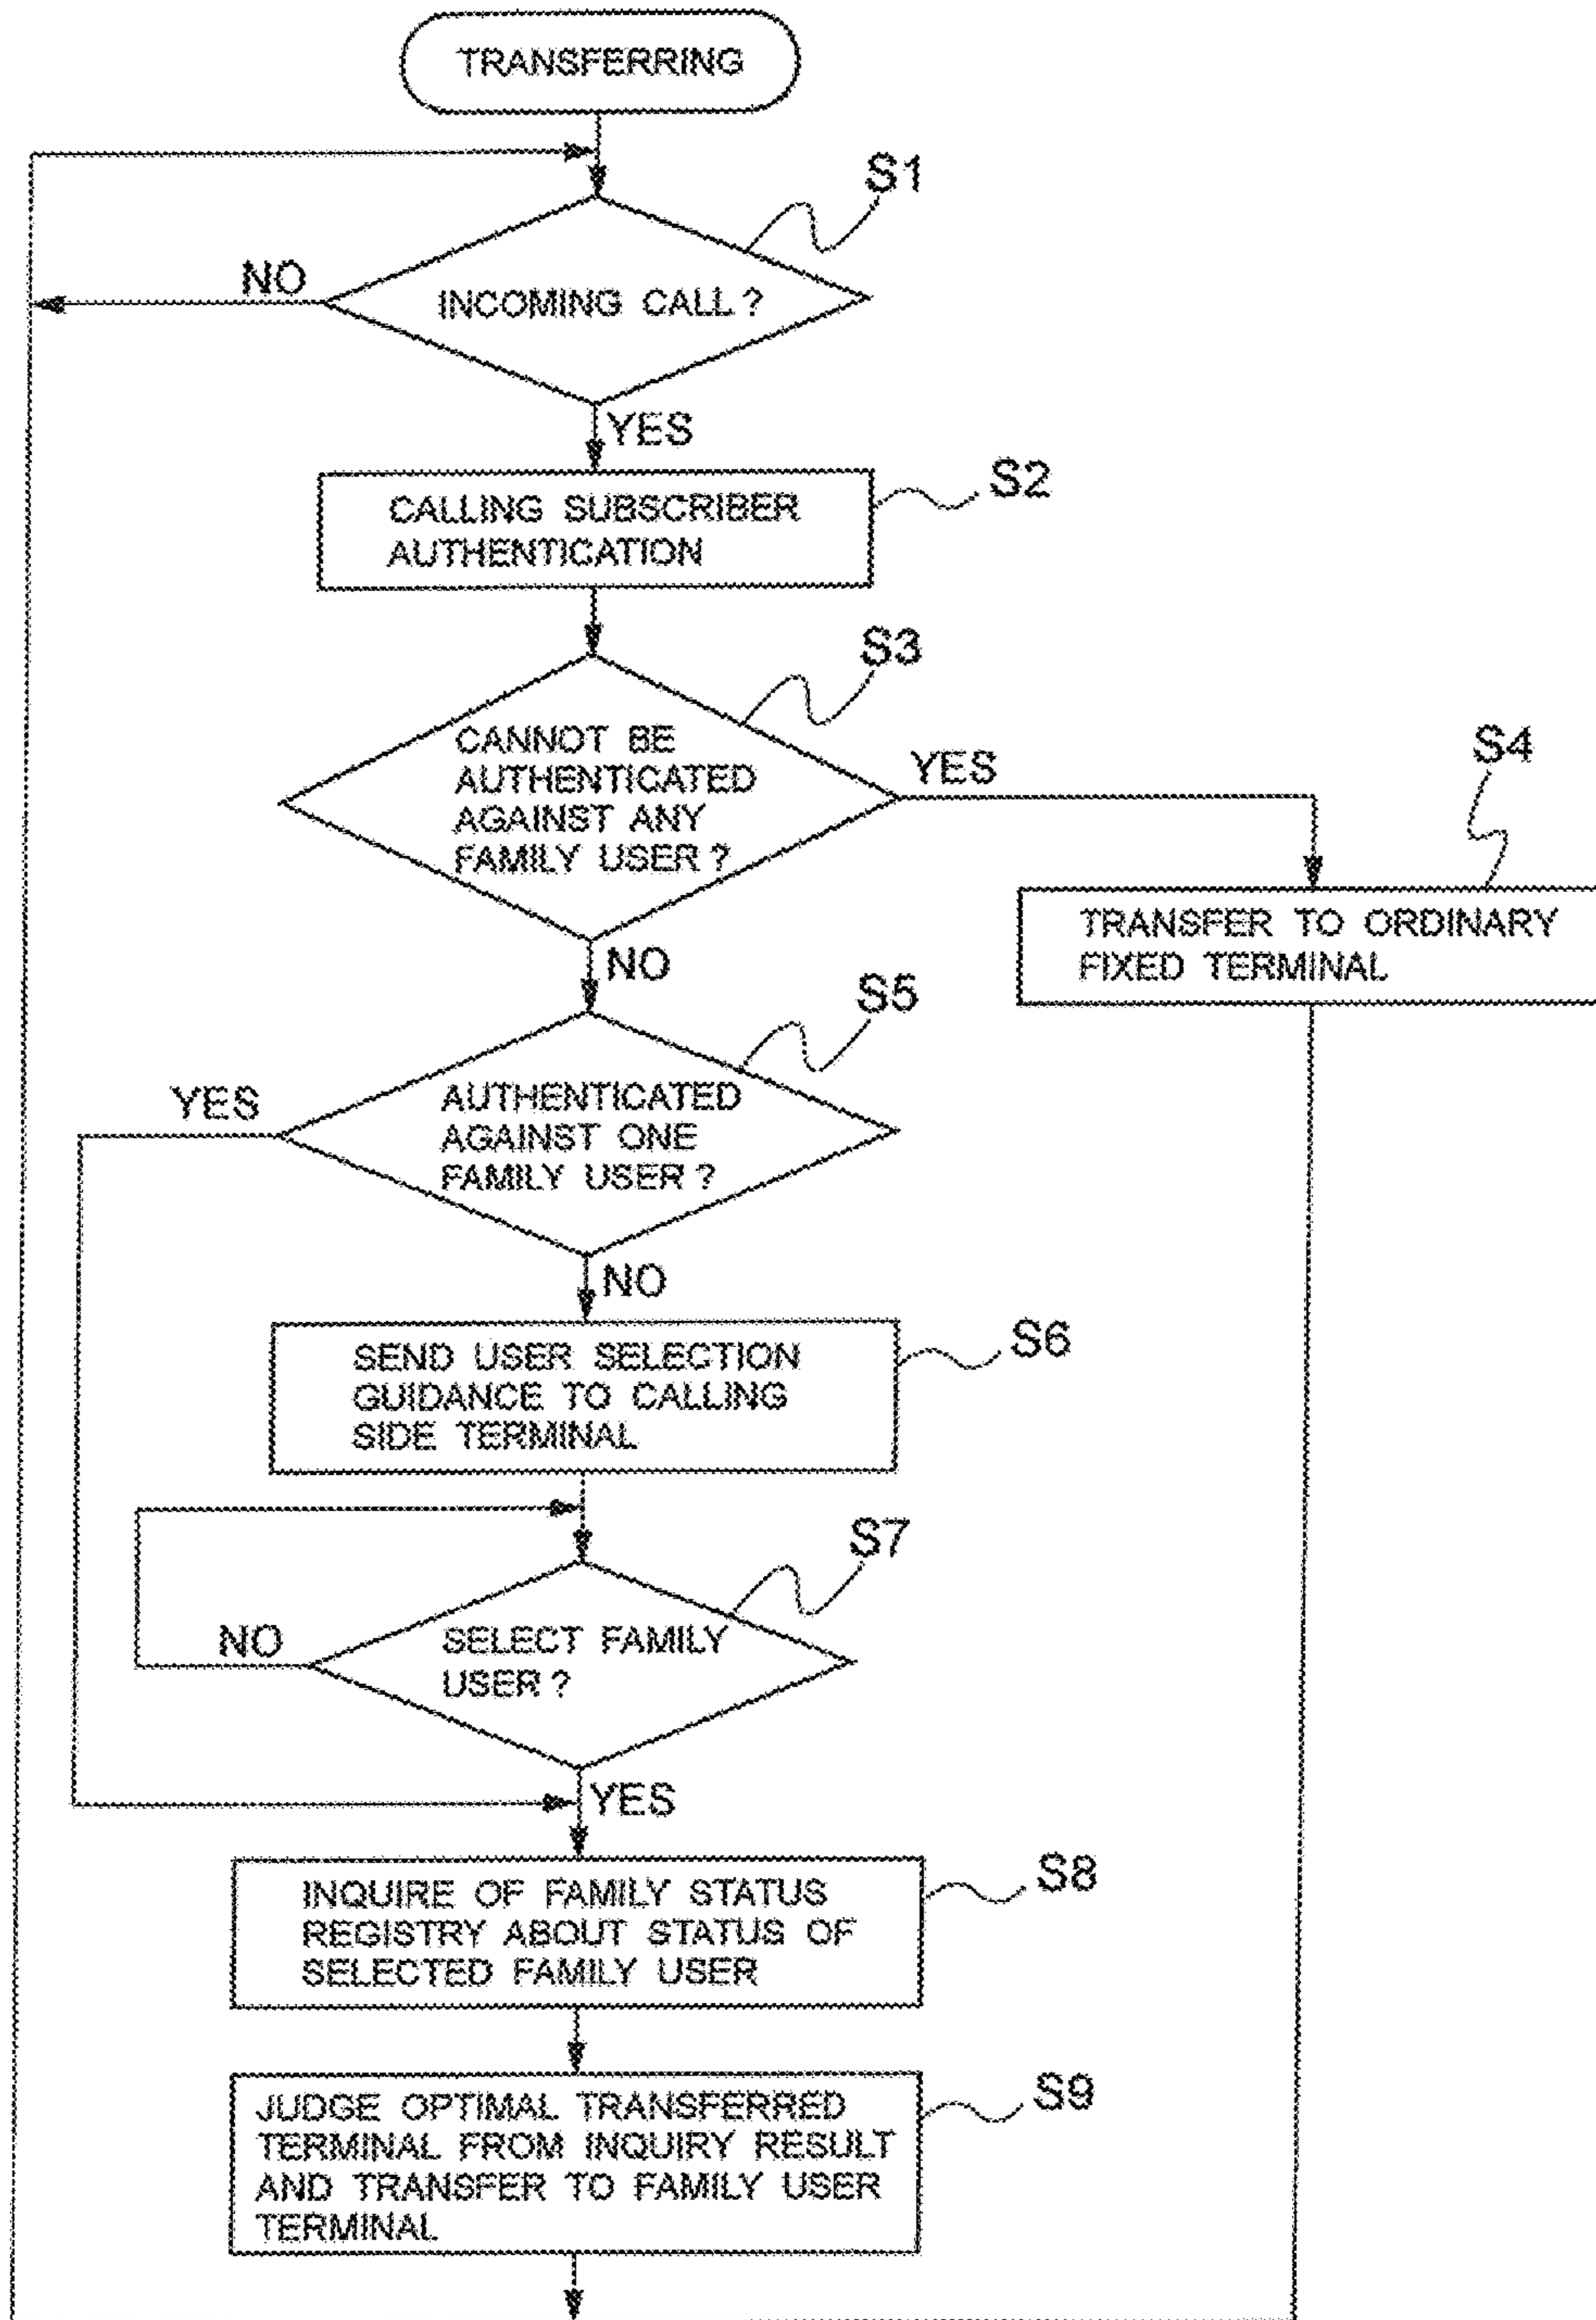 TRANSFERRING
S1
NO
INCOMING CALL?
YES
S2
CALLING SUBSCRIBER
AUTHENTICATION
S3
CANNOT BE
AUTHENTICATED
AGAINST ANY
FAMILY USER?
YES
S4
TRANSFER TO ORDINARY
FIXED TERMINAL
NO
S5
YES
AUTHENTICATED
AGAINST ONE
FAMILY USER?
NO
S6
SEND USER SELECTION
GUIDANCE TO CALLING
SIDE TERMINAL
S7
NO
SELECT FAMILY
USER?
YES
S8
INQUIRE OF FAMILY STATUS
REGISTRY ABOUT STATUS OF
SELECTED FAMILY USER
S9
JUDGE OPTIMAL TRANSFERRED
TERMINAL FROM INQUIRY RESULT
AND TRANSFER TO FAMILY USER
TERMINAL